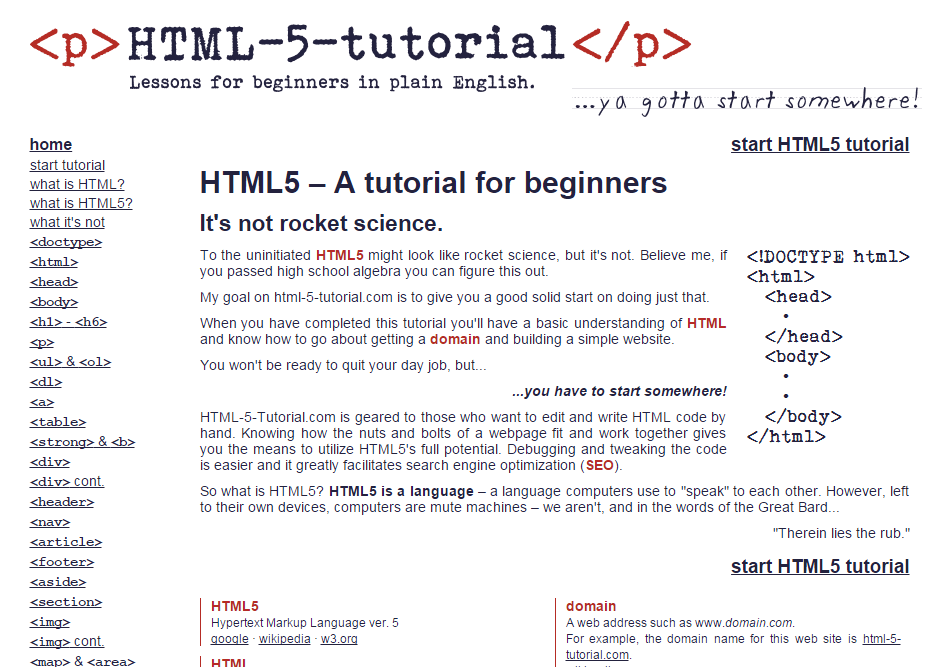 <p>HTML-5-tutorial</p>
Lessons for beginners in plain English.
...ya gotta start somewhere!
home
start tutorial
what is HTML?
what is HTML5?
what it's not
<doctype>
<html>
<head>
<body>
<h1> - <h6>
<p>
<ul> & <ol>
<dl>
<a>
<table>
<strong> & <b>
<div>
<div> cont.
<header>
<nav>
<article>
<footer>
<aside>
<section>
<img>
<img> cont.
<map> & <area>
start HTML5 tutorial
HTML5 – A tutorial for beginners
It's not rocket science.
To the uninitiated HTML5 might look like rocket science, but it's not. Believe me, if
you passed high school algebra you can figure this out.
My goal on html-5-tutorial.com is to give you a good solid start on doing just that.
When you have completed this tutorial you'll have a basic understanding of HTML
and know how to go about getting a domain and building a simple website.
You won't be ready to quit your day job, but...
...you have to start somewhere!
HTML-5-Tutorial.com is geared to those who want to edit and write HTML code by
hand. Knowing how the nuts and bolts of a webpage fit and work together gives
you the means to utilize HTML5's full potential. Debugging and tweaking the code
is easier and it greatly facilitates search engine optimization (SEO).
<!DOCTYPE html>
<html>
<head>
•
</head>
<body>
•
•
</body>
</html>
So what is HTML5? HTML5 is a language – a language computers use to "speak" to each other. However, left
to their own devices, computers are mute machines – we aren't, and in the words of the Great Bard...
"Therein lies the rub."
start HTML5 tutorial
HTML5
Hypertext Markup Language ver. 5
google · wikipedia · w3.org
HTML
domain
A web address such as www.domain.com.
For example, the domain name for this web site is html-5-
tutorial.com.